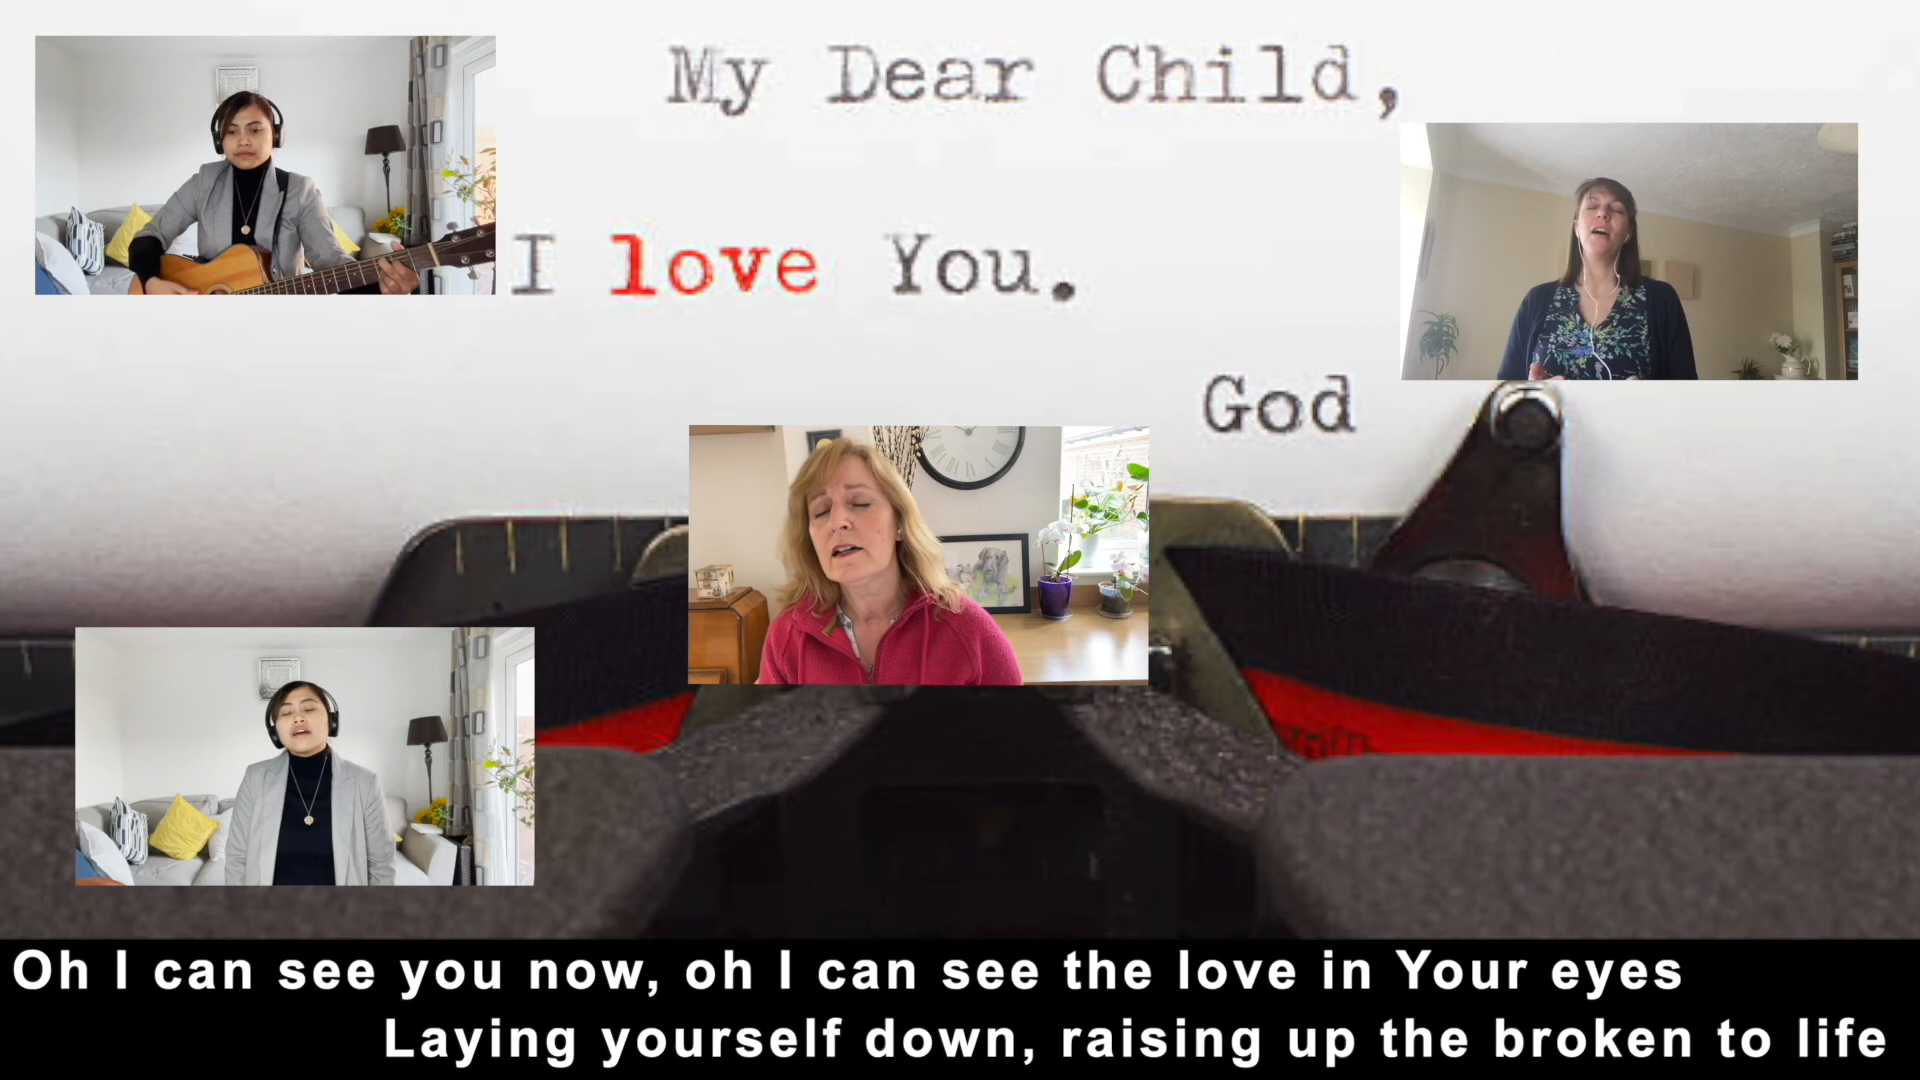 My Dear Child,
I love You.
God
Oh I can see you now, oh I can see the love in Your eyes
Laying yourself down, raising up the broken to life